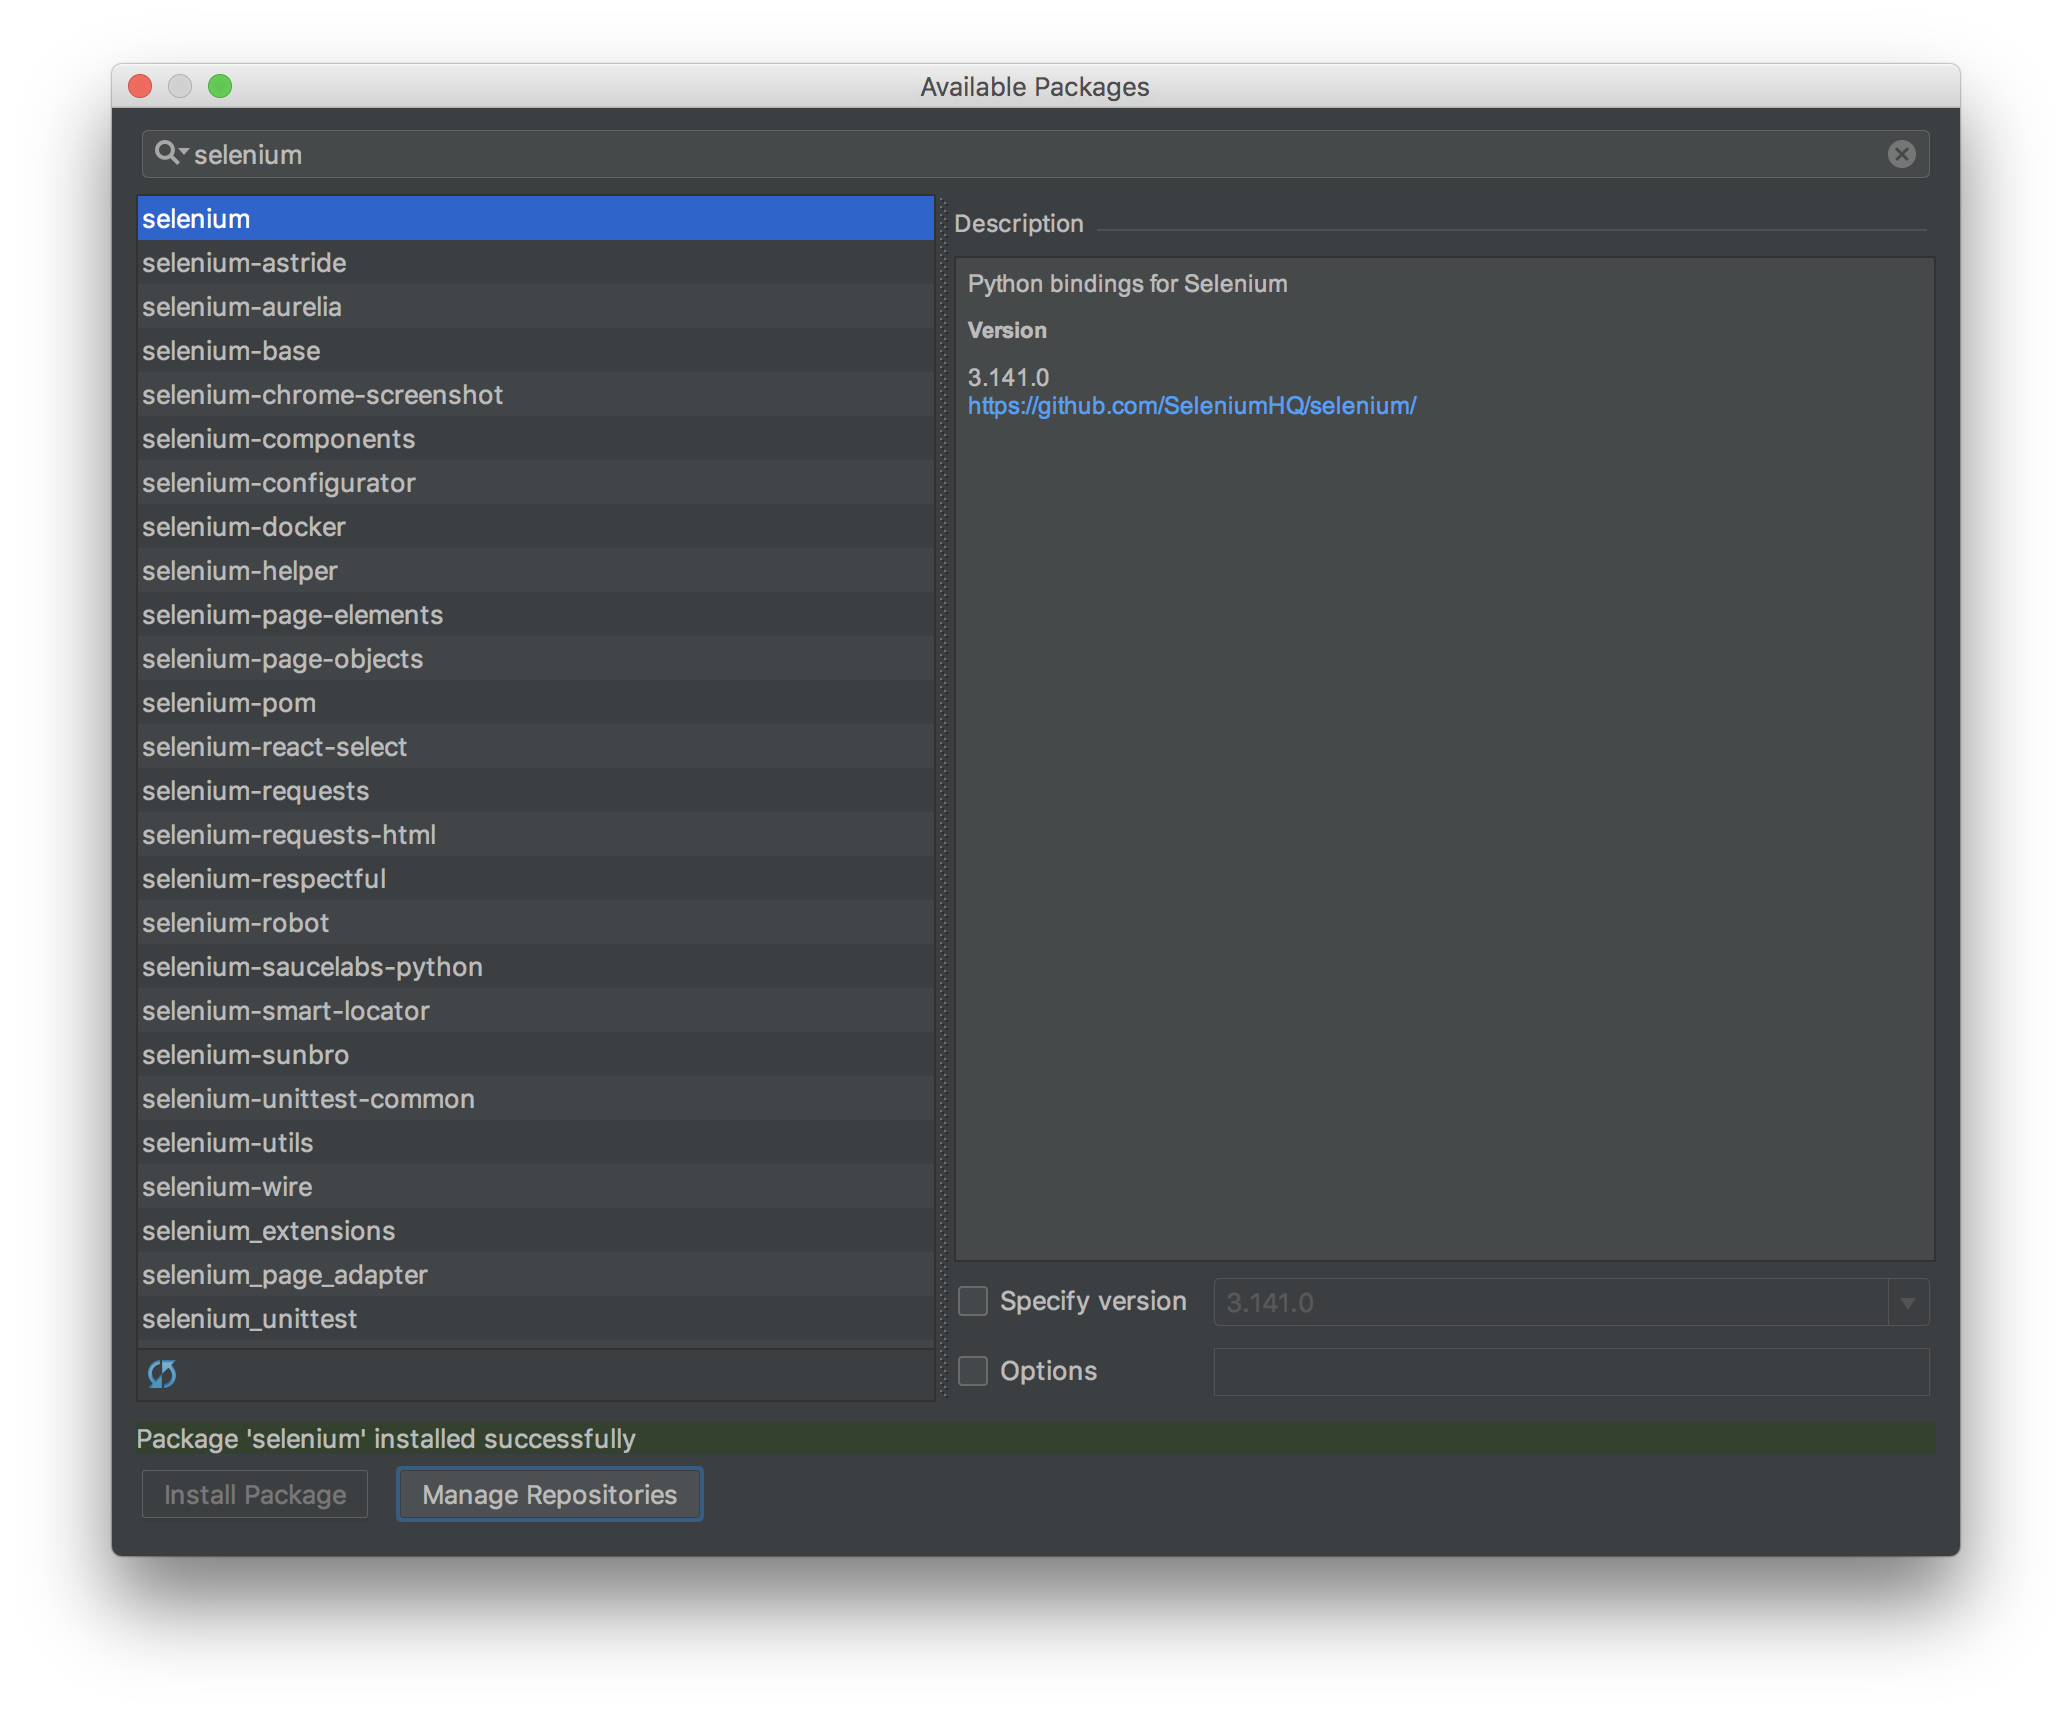 Available Packages
selenium
selenium
selenium-astride
selenium-aurelia
selenium-base
selenium-chrome-screenshot
selenium-components
selenium-configurator
selenium-docker
selenium-helper
selenium-page-elements
selenium-page-objects
selenium-pom
selenium-react-select
selenium-requests
selenium-requests-html
selenium-respectful
selenium-robot
selenium-saucelabs-python
selenium-smart-locator
selenium-sunbro
selenium-unittest-common
selenium-utils
selenium-wire
selenium_extensions
selenium_page_adapter
selenium_unittest
Description
Python bindings for Selenium
Version
3.141.0
https://github.com/SeleniumHQ/selenium/
Specify version 3.141.0
Options
Package 'selenium' installed successfully
Install Package Manage Repositories